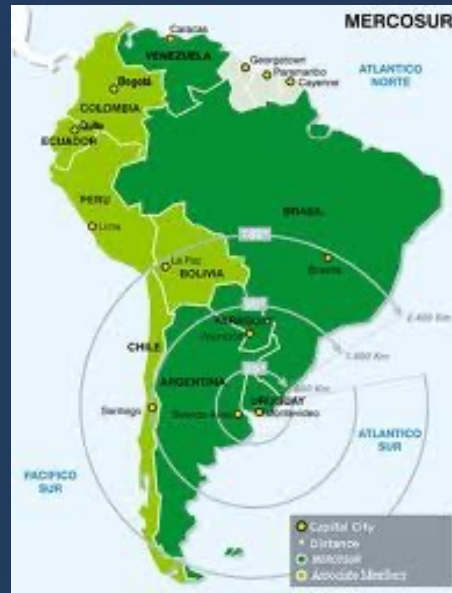 MERCOSUR
Caracas
VENEZUELA
Georgetown
Paramaribo
Cayenne
ATLANTICO
NORTE
Bogotá
COLOMBIA
Quito
ECUADOR
PERU
BRASIL
Lima
La Paz
Brasilia
BOLIVIA
2.400 Km
PARAGUAY
Asunción
1.400 Km
CHILE
ARGENTINA
URUGUAY
Santiago
Buenos Aires
Montevideo
ATLANTICO
SUR
PACIFICO
SUR
Capital City
Distance
MERCOSUR
Associate Members